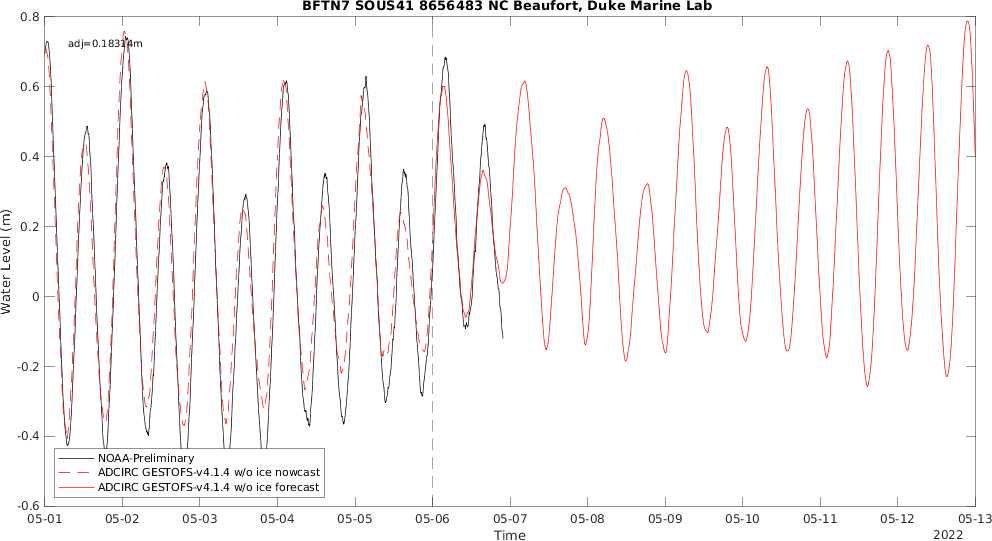 BFTN7 SOUS41 8656483 NC Beaufort, Duke Marine Lab
adj=0.18314m
0.8
0.6
0.4
0.2
0
-0.2
-0.4
-0.6
Water Level (m)
NOAA-Preliminary
ADCIRC GESTOFS-v4.1.4 w/o ice nowcast
ADCIRC GESTOFS-v4.1.4 w/o ice forecast
05-01 05-02 05-03 05-04 05-05 05-06 05-07 05-08 05-09 05-10 05-11 05-12 05-13
Time
2022